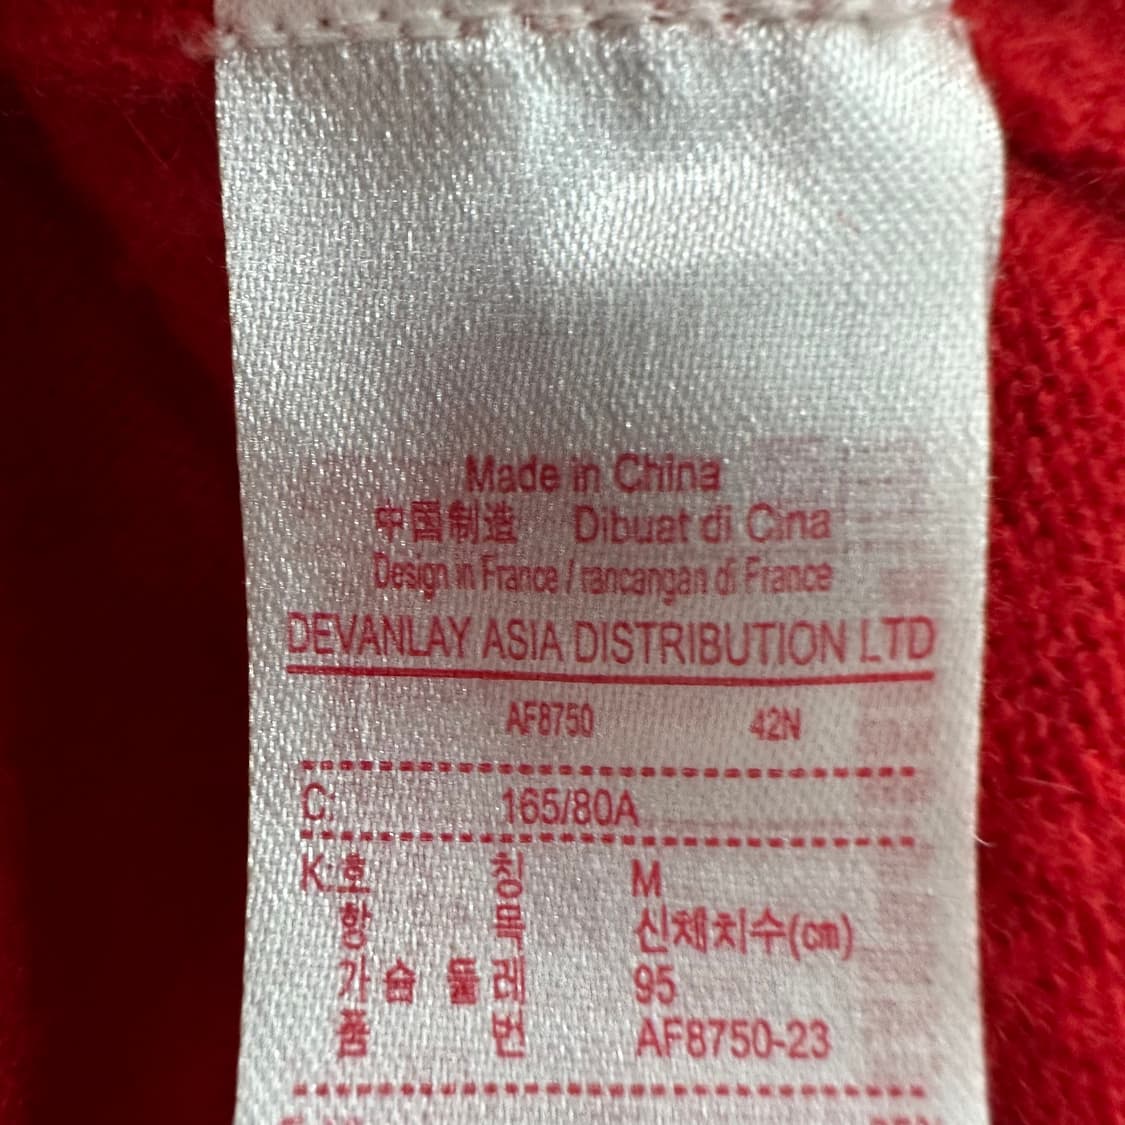 Made in China
中国制造 Dibuat di Cina
Design in France / rancangan di France
DEVANLAY ASIA DISTRIBUTION LTD
AF8750 42N
C: 165/80A
K: 호 칭 M
항 목 신체치수(cm)
가 슴 둘 레 95
품 번 AF8750-23